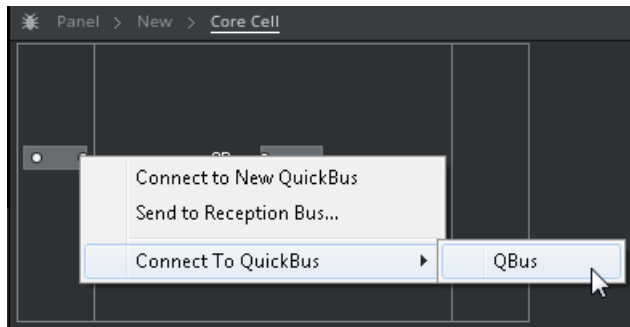 Panel > New > Core Cell
Connect to New QuickBus
Send to Reception Bus...
Connect To QuickBus
QBus